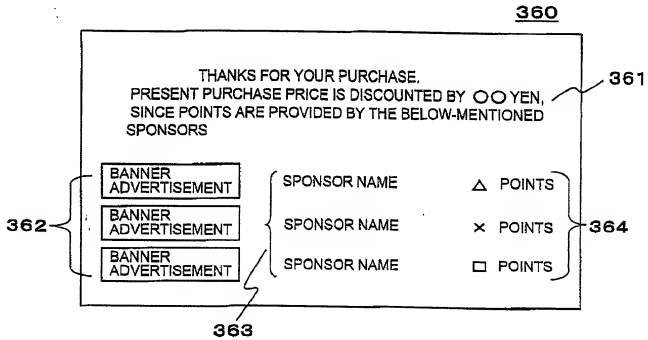 360
THANKS FOR YOUR PURCHASE.
PRESENT PURCHASE PRICE IS DISCOUNTED BY ○○ YEN,
SINCE POINTS ARE PROVIDED BY THE BELOW-MENTIONED
SPONSORS
361
BANNER
ADVERTISEMENT
SPONSOR NAME
△ POINTS
BANNER
ADVERTISEMENT
SPONSOR NAME
× POINTS
BANNER
ADVERTISEMENT
SPONSOR NAME
□ POINTS
362
364
363